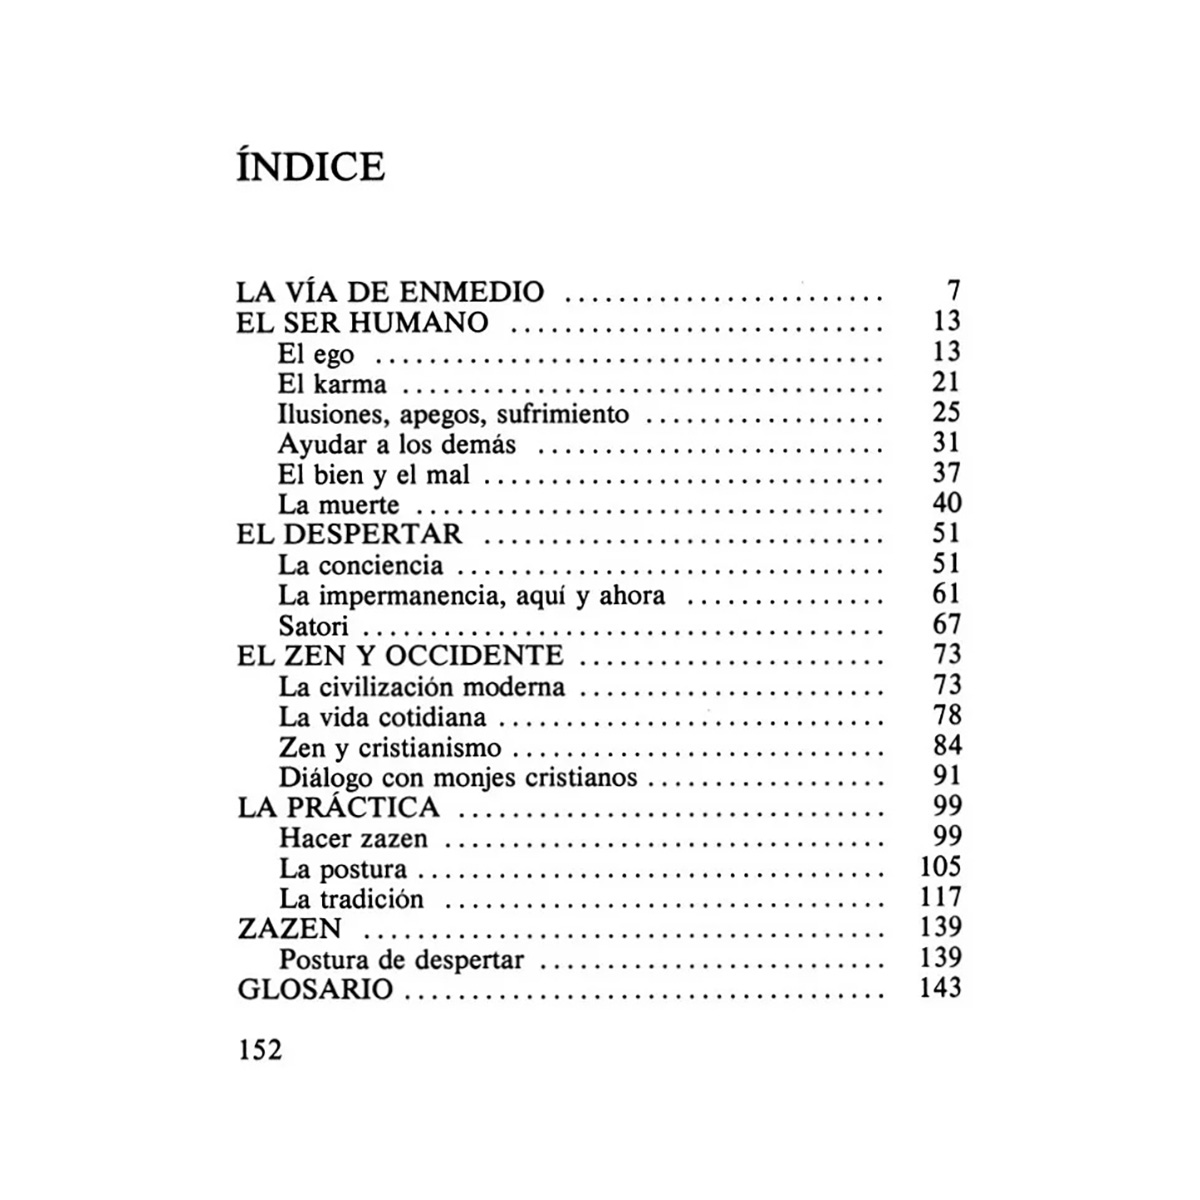 ÍNDICE
LA VÍA DE ENMEDIO ........................ 7
EL SER HUMANO ............................ 13
El ego ...................................... 13
El karma .................................... 21
Ilusiones, apegos, sufrimiento .................. 25
Ayudar a los demás .......................... 31
El bien y el mal .............................. 37
La muerte ................................... 40
EL DESPERTAR .............................. 51
La conciencia ................................ 51
La impermanencia, aquí y ahora ............... 61
Satori ....................................... 67
EL ZEN Y OCCIDENTE ....................... 73
La civilización moderna ....................... 73
La vida cotidiana ............................. 78
Zen y cristianismo ............................ 84
Diálogo con monjes cristianos .................. 91
LA PRÁCTICA ................................ 99
Hacer zazen ................................. 99
La postura ................................... 105
La tradición ................................. 117
ZAZEN ....................................... 139
Postura de despertar .......................... 139
GLOSARIO .................................... 143
152